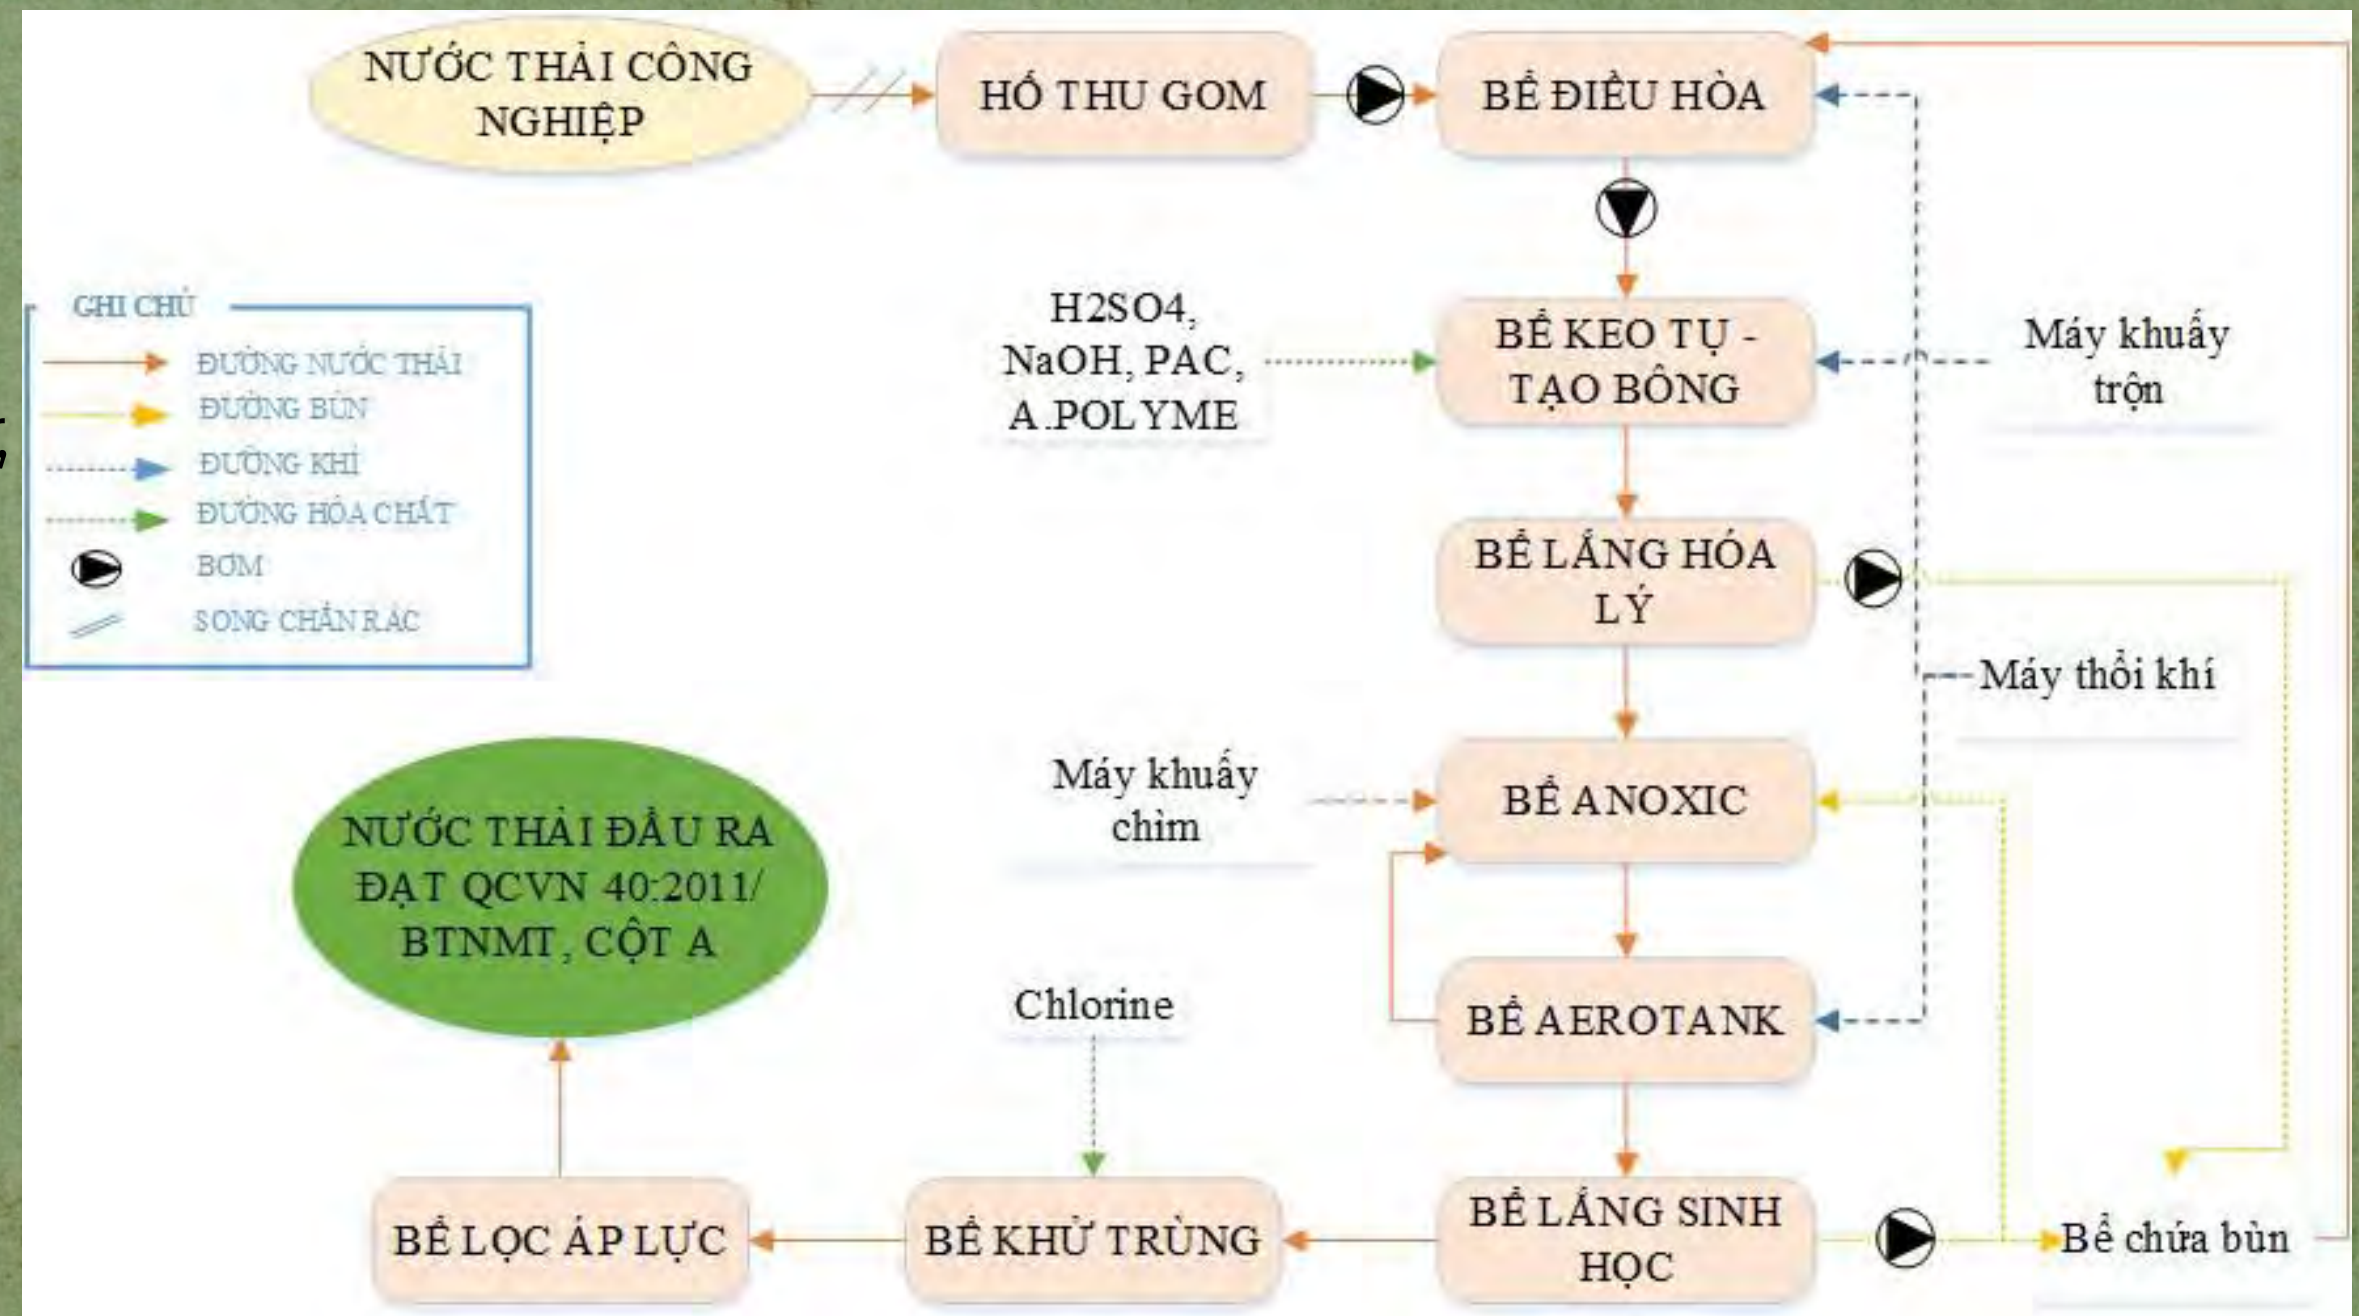 NƯỚC THẢI CÔNG
NGHIỆP
HỐ THU GOM
BỂ ĐIỀU HÒA
GHI CHÚ
ĐƯỜNG NƯỚC THẢI
ĐƯỜNG BÙN
ĐƯỜNG KHÍ
ĐƯỜNG HÓA CHẤT
BƠM
SONG CHẮN RÁC
H2SO4,
NaOH, PAC,
A.POLYME
BỂ KEO TỤ -
TẠO BÔNG
Máy khuấy
trộn
BỂ LẮNG HÓA
LÝ
Máy thổi khí
Máy khuấy
chìm
BỂ ANOXIC
NƯỚC THẢI ĐẦU RA
ĐẠT QCVN 40:2011/
BTNMT, CỘT A
Chlorine
BỂ AEROTANK
BỂ LỌC ÁP LỰC
BỂ KHỬ TRÙNG
BỂ LẮNG SINH
HỌC
Bể chứa bùn